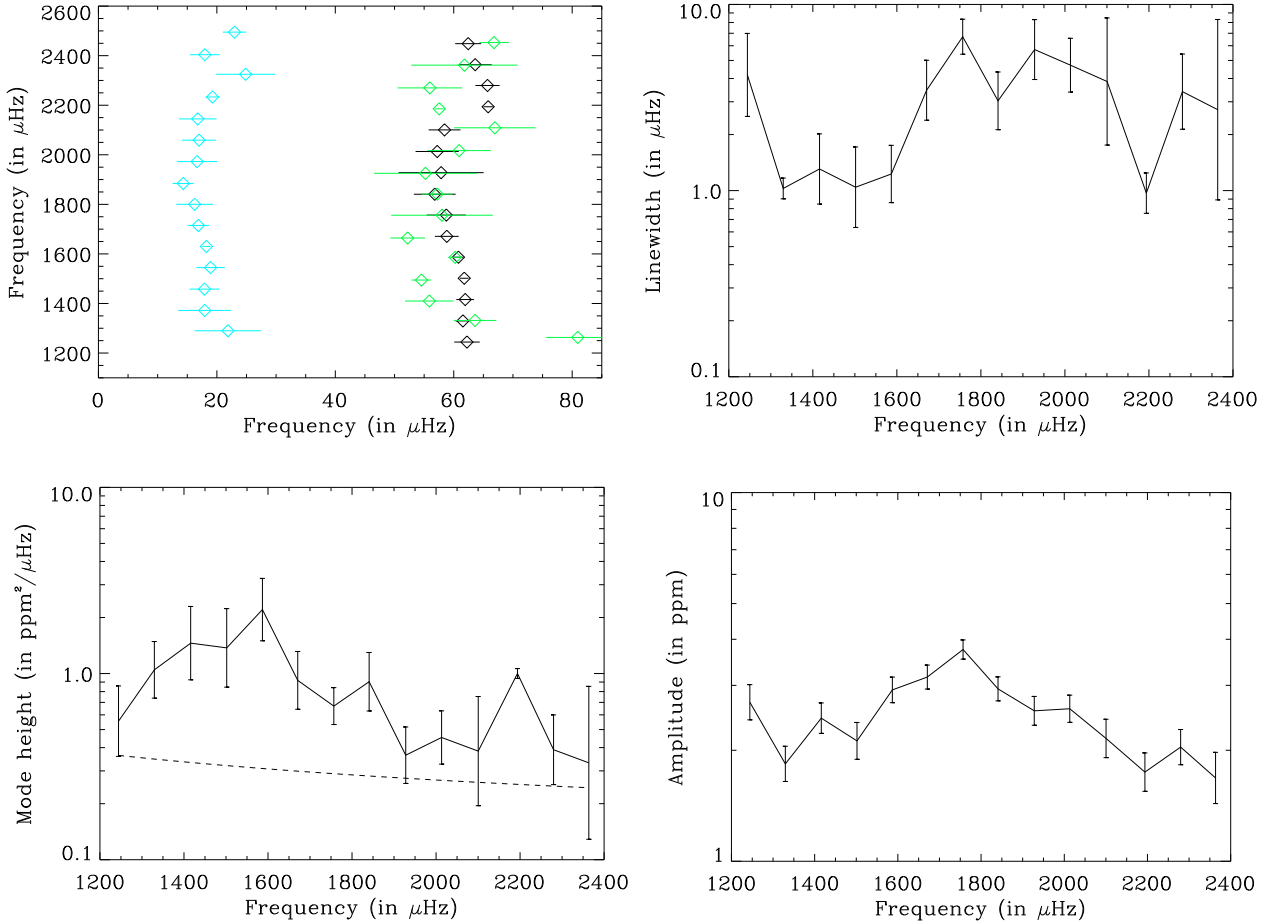 2600
2400
2200
2000
1800
1600
1400
1200
Frequency (in μHz)
0 20 40 60 80
Frequency (in μHz)
10.0
1.0
0.1
Linewidth (in μHz)
1200 1400 1600 1800 2000 2200 2400
Frequency (in μHz)
10.0
1.0
0.1
Mode height (in ppm²/μHz)
1200 1400 1600 1800 2000 2200 2400
Frequency (in μHz)
10
1
Amplitude (in ppm)
1200 1400 1600 1800 2000 2200 2400
Frequency (in μHz)